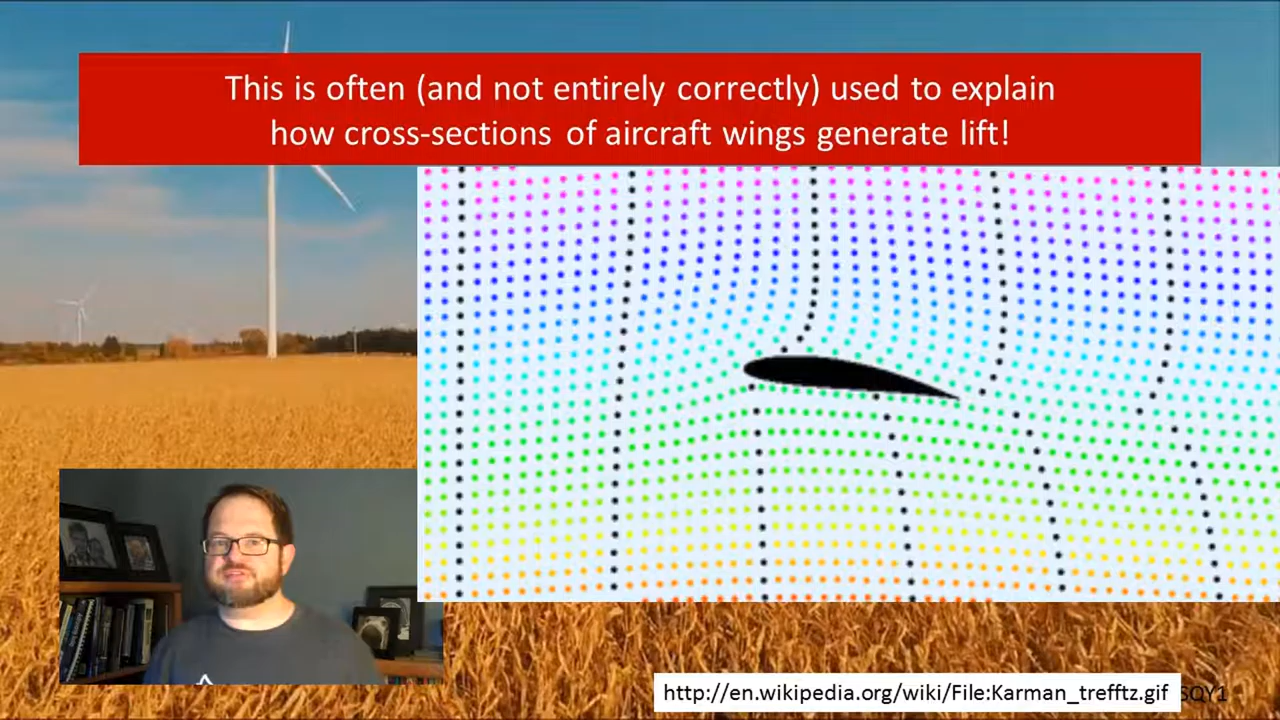 This is often (and not entirely correctly) used to explain
how cross-sections of aircraft wings generate lift!
http://en.wikipedia.org/wiki/File:Karman_trefftz.gif